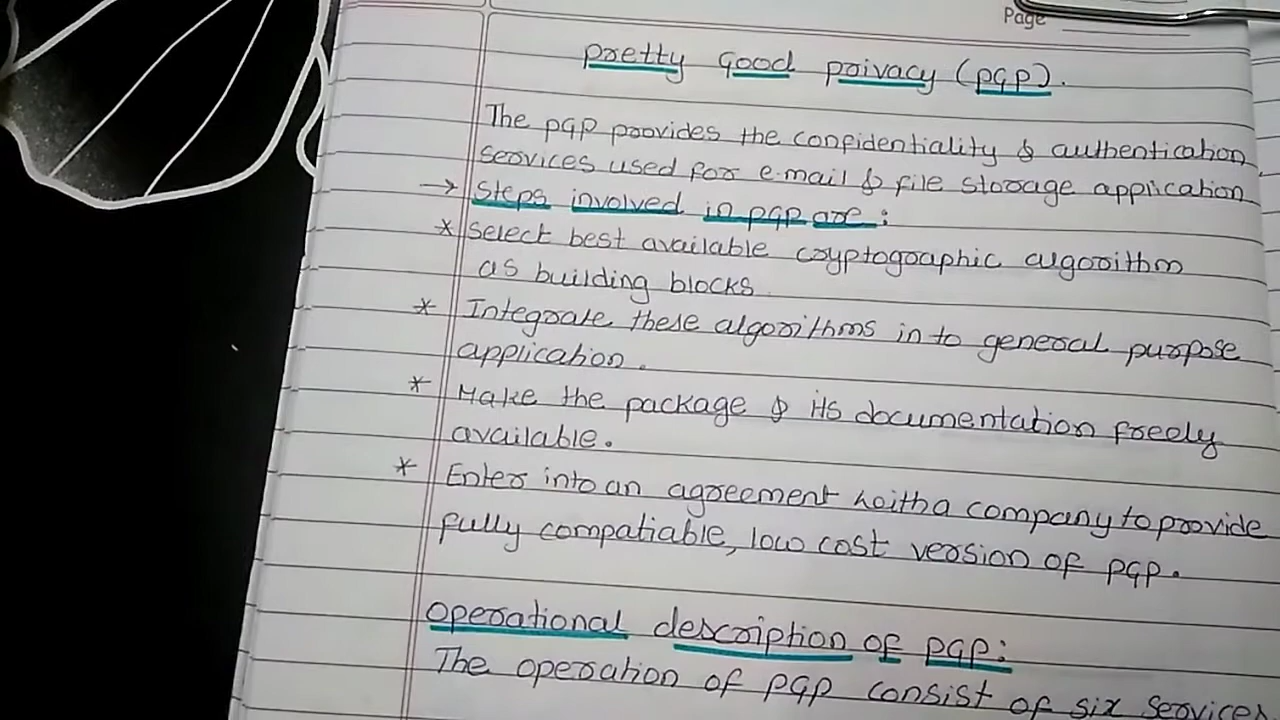 Page
Pretty Good Privacy (PGP).
The PGP provides the confidentiality & authentication
services used for e-mail & file storage application
→ Steps involved in PGP are:
* Select best available cryptographic algorithm
as building blocks.
* Integrate these algorithms in to general purpose
application.
* Make the package & its documentation freely
available.
* Enter into an agreement with a company to provide
fully compatiable, low cost version of PGP.
Operational description of PGP:
The operation of PGP consist of six services